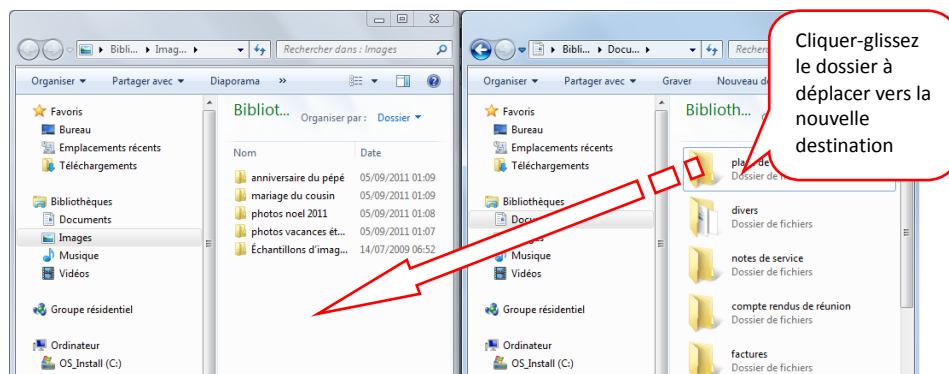 Bibli... ▸ Imag... ▸
Rechercher dans : Images
Organiser ▾ Partager avec ▾ Diaporama »
Favoris
Bureau
Emplacements récents
Téléchargements
Bibliothèques
Documents
Images
Musique
Vidéos
Groupe résidentiel
Ordinateur
OS_Install (C:)
Bibliot...
Organiser par : Dossier ▾
Nom Date
anniversaire du pépé 05/09/2011 01:09
mariage du cousin 05/09/2011 01:09
photos noel 2011 05/09/2011 01:08
photos vacances ét... 05/09/2011 01:07
Échantillons d'imag... 14/07/2009 06:52
Bibli... ▸ Docu... ▸
Organiser ▾ Partager avec ▾ Graver Nouveau
Favoris
Bureau
Emplacements récents
Téléchargements
Bibliothèques
Musique
Vidéos
Groupe résidentiel
Ordinateur
OS_Install (C:)
Biblioth...
Dossier de
divers
Dossier de fichiers
notes de service
Dossier de fichiers
compte rendus de réunion
Dossier de fichiers
factures
Dossier de fichiers
Cliquer-glissez
le dossier à
déplacer vers la
nouvelle
destination